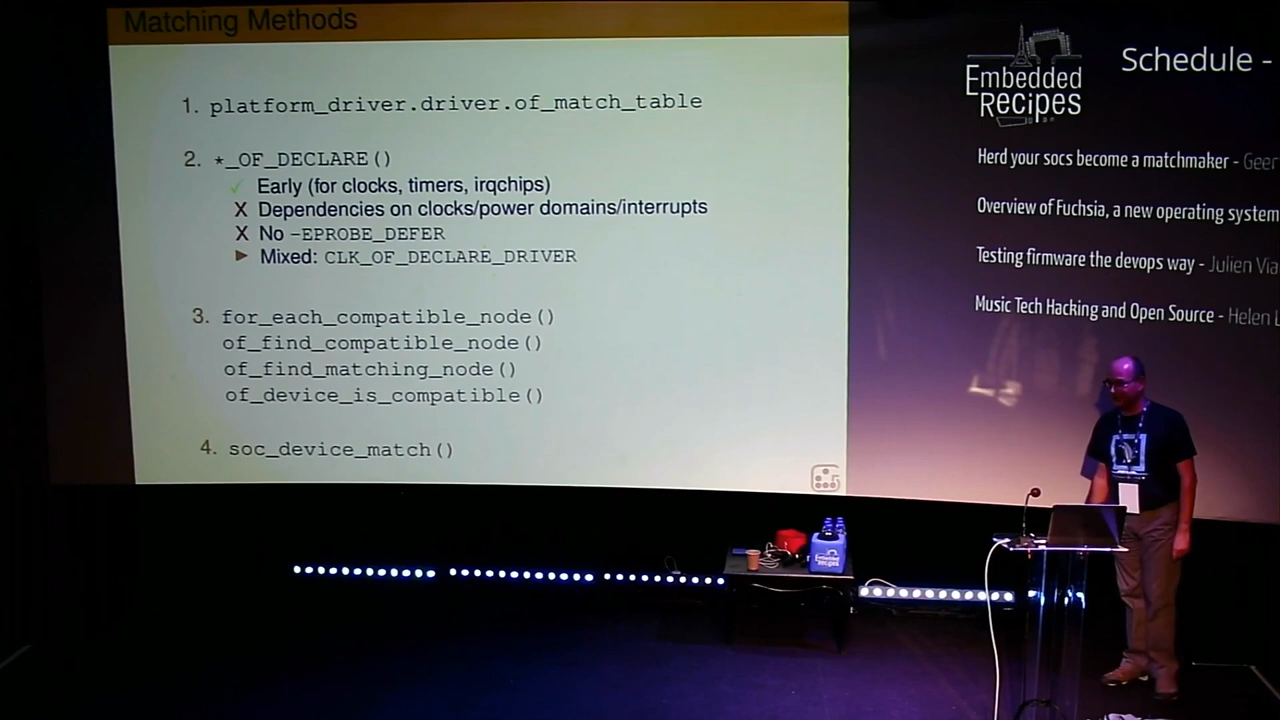 Matching Methods
1. platform_driver.driver.of_match_table
2. *_OF_DECLARE()
✓ Early (for clocks, timers, irqchips)
X Dependencies on clocks/power domains/interrupts
X No -EPROBE_DEFER
▶ Mixed: CLK_OF_DECLARE_DRIVER
3. for_each_compatible_node()
of_find_compatible_node()
of_find_matching_node()
of_device_is_compatible()
4. soc_device_match()
Embedded
Recipes
Schedule -
Herd your socs become a matchmaker - Geer
Overview of Fuchsia, a new operating system
Testing firmware the devops way - Julien Via
Music Tech Hacking and Open Source - Helen L
Embedded
Recipes